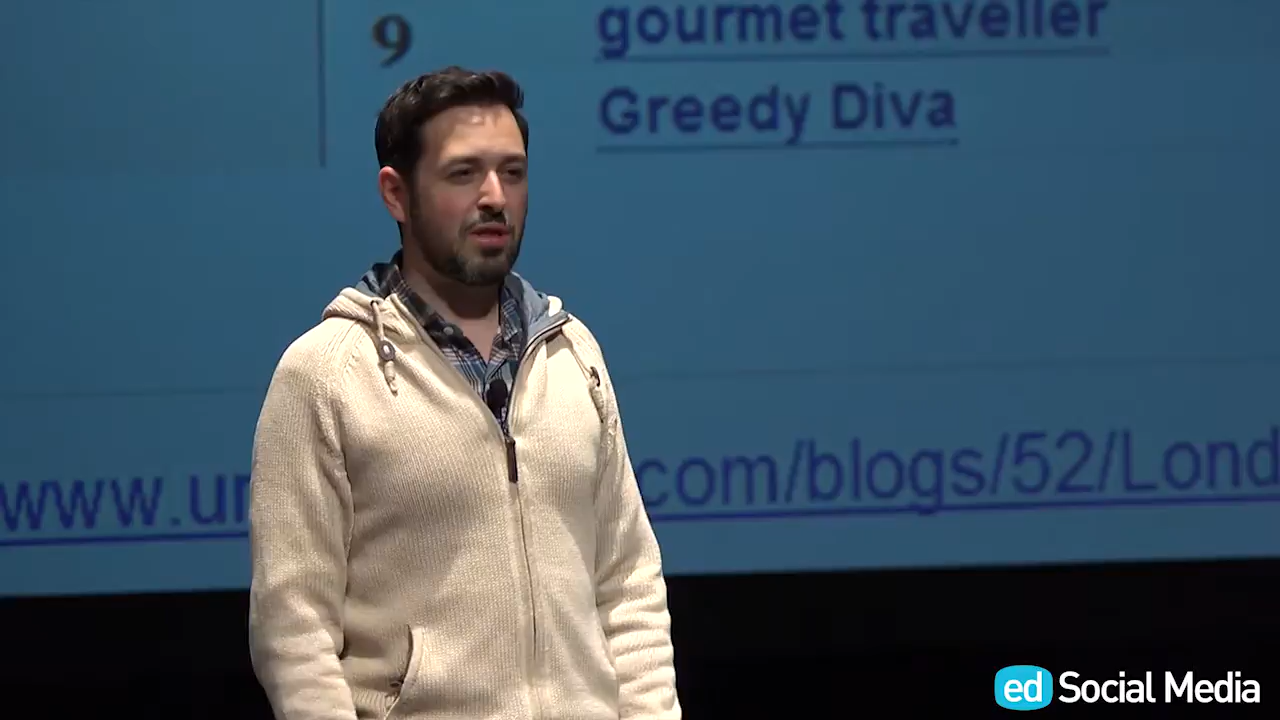 9
gourmet traveller
Greedy Diva
www.u
.com/blogs/52/Lond
ed Social Media